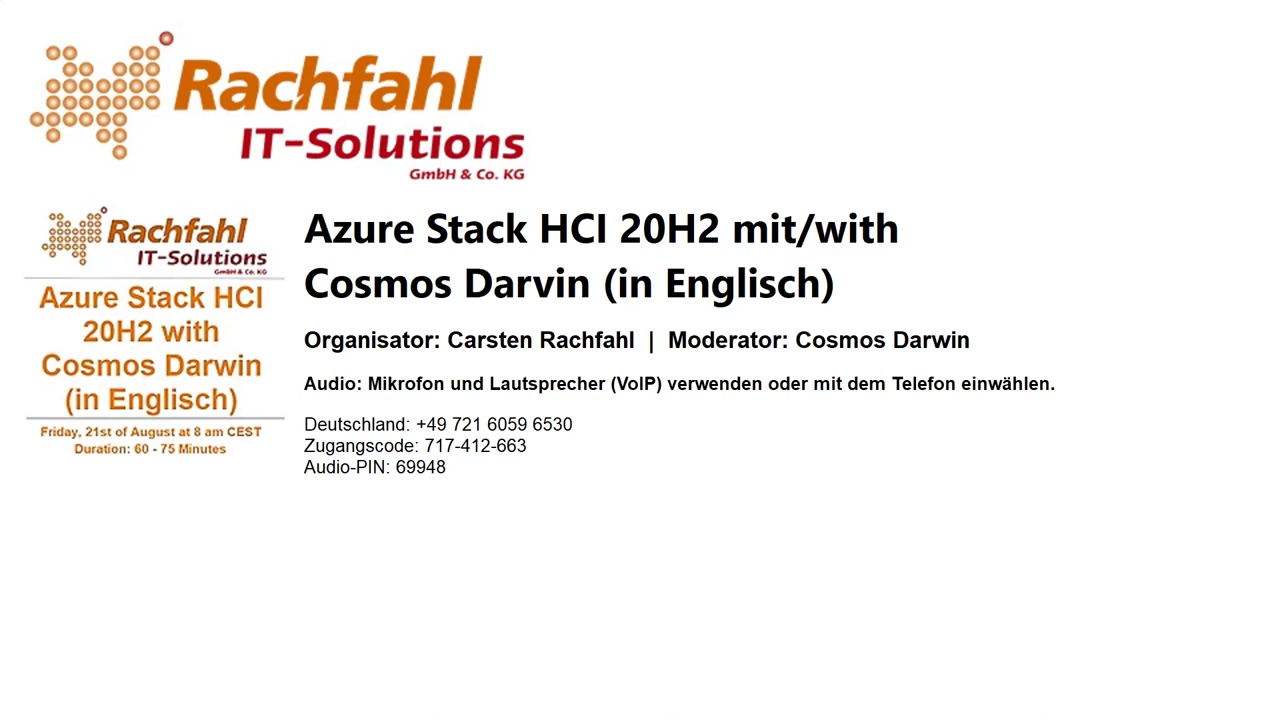 Rachfahl
IT-Solutions
GmbH & Co. KG
Rachfahl
IT-Solutions
GmbH & Co. KG
Azure Stack HCI
20H2 with
Cosmos Darwin
(in Englisch)
Friday, 21st of August at 8 am CEST
Duration: 60 - 75 Minutes
Azure Stack HCI 20H2 mit/with
Cosmos Darvin (in Englisch)
Organisator: Carsten Rachfahl | Moderator: Cosmos Darwin
Audio: Mikrofon und Lautsprecher (VoIP) verwenden oder mit dem Telefon einwählen.
Deutschland: +49 721 6059 6530
Zugangscode: 717-412-663
Audio-PIN: 69948